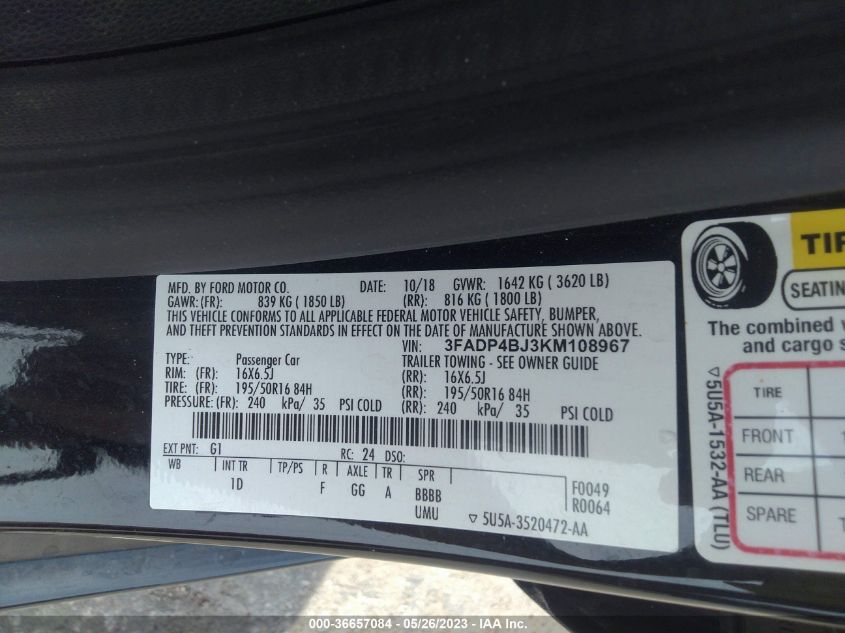 MFD. BY FORD MOTOR CO. DATE: 10/18 GVWR: 1642 KG ( 3620 LB)
GAWR: (FR): 839 KG ( 1850 LB) (RR): 816 KG ( 1800 LB)
THIS VEHICLE CONFORMS TO ALL APPLICABLE FEDERAL MOTOR VEHICLE SAFETY, BUMPER,
AND THEFT PREVENTION STANDARDS IN EFFECT ON THE DATE OF MANUFACTURE SHOWN ABOVE.
VIN: 3FADP4BJ3KM108967
TYPE: Passenger Car TRAILER TOWING - SEE OWNER GUIDE
RIM: (FR): 16X6.5J (RR): 16X6.5J
TIRE: (FR): 195/50R16 84H (RR): 195/50R16 84H
PRESSURE: (FR): 240 kPa/ 35 PSI COLD (RR): 240 kPa/ 35 PSI COLD
EXT PNT: G1 RC: 24 DSO:
WB INT TR TP/PS R AXLE TR SPR
1D F GG A BBBB
UMU
F0049
R0064
5U5A-3520472-AA
SEATIN
The combined
and cargo s
TIRE
FRONT
REAR
SPARE
5U5A-1532-AA (TLU)
000-36657084 - 05/26/2023 - IAA Inc.